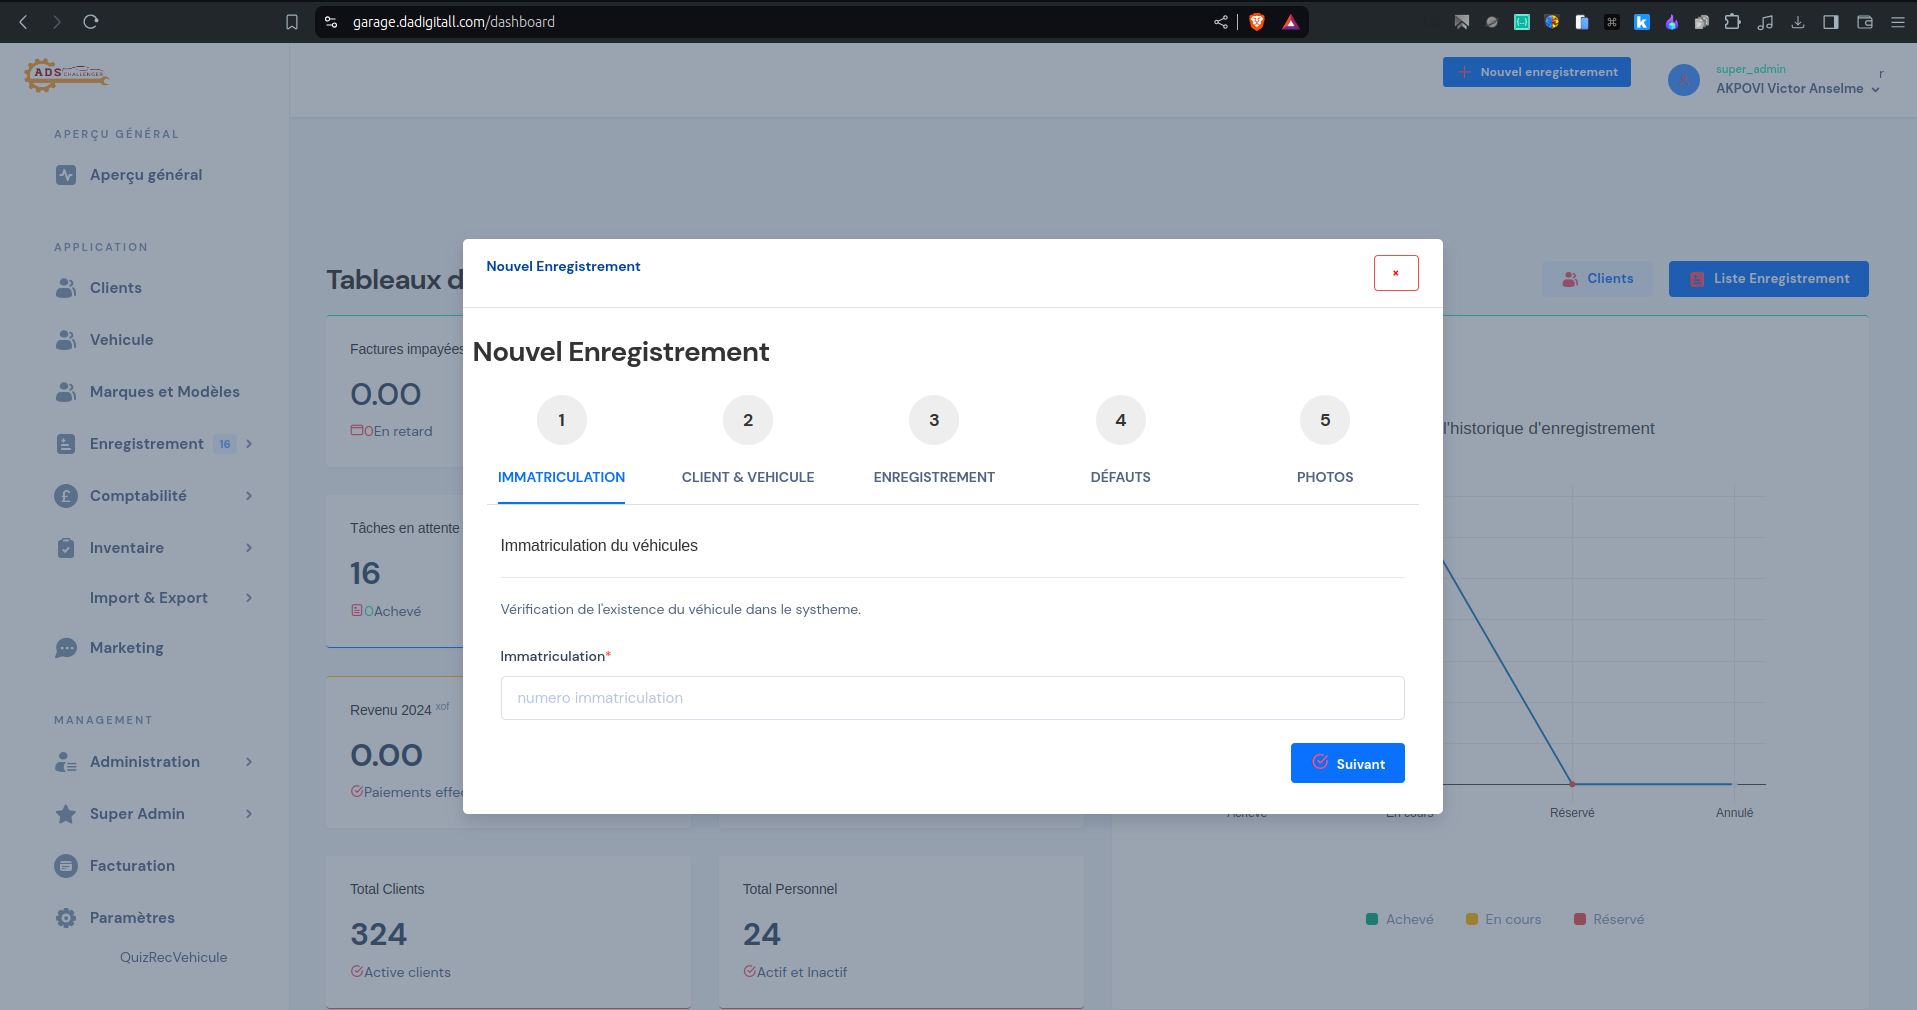 garage.dadigitall.com/dashboard
ADS CHALLENGER
Nouvel enregistrement
super_admin
r
AKPOVI Victor Anselme
APERÇU GÉNÉRAL
Aperçu général
APPLICATION
Clients
Vehicule
Marques et Modèles
Enregistrement 16
Comptabilité
Inventaire
Import & Export
Marketing
MANAGEMENT
Administration
Super Admin
Facturation
Paramètres
QuizRecVehicule
Tableaux d
Clients
Liste Enregistrement
Factures impayées
0.00
0En retard
Tâches en attente
16
0Achevé
Revenu 2024 xof
0.00
Paiements effec
Total Clients
324
Active clients
Total Personnel
24
Actif et Inactif
Nouvel Enregistrement
×
Nouvel Enregistrement
1 2 3 4 5
IMMATRICULATION CLIENT & VEHICULE ENREGISTREMENT DÉFAUTS PHOTOS
Immatriculation du véhicules
Vérification de l'existence du véhicule dans le systheme.
Immatriculation*
numero immatriculation
Suivant
l'historique d'enregistrement
Achevé En cours Réservé Annulé
Achevé En cours Réservé